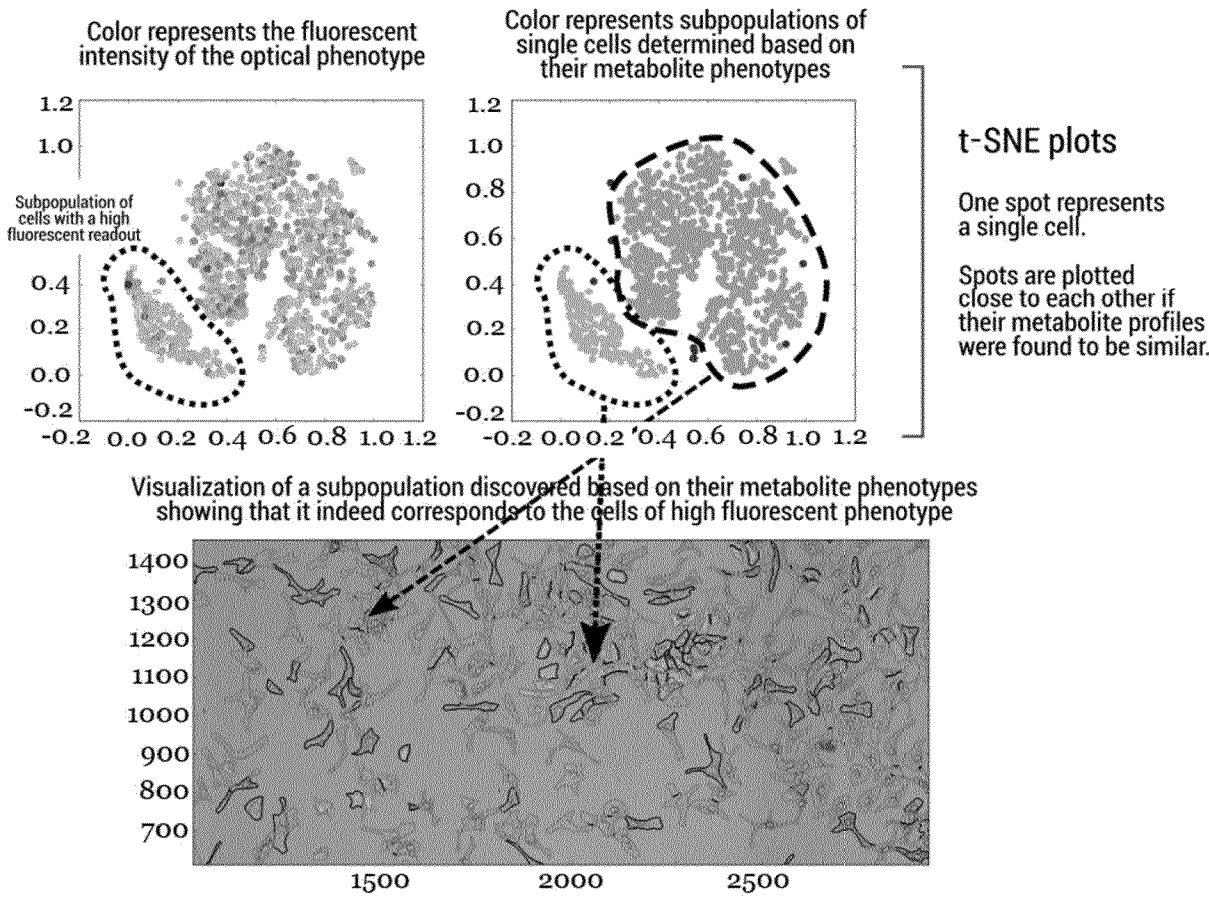 Color represents the fluorescent
intensity of the optical phenotype
Color represents subpopulations of
single cells determined based on
their metabolite phenotypes
1.2
1.0
0.8
0.6
Subpopulation of
cells with a high
fluorescent readout
0.4
0.2
0.0
-0.2
-0.2 0.0 0.2 0.4 0.6 0.8 1.0 1.2
1.2
1.0
0.8
0.6
0.4
0.2
0.0
-0.2
-0.2 0.0 0.2 0.4 0.6 0.8 1.0 1.2
t-SNE plots
One spot represents
a single cell.
Spots are plotted
close to each other if
their metabolite profiles
were found to be similar.
Visualization of a subpopulation discovered based on their metabolite phenotypes
showing that it indeed corresponds to the cells of high fluorescent phenotype
1400
1300
1200
1100
1000
900
800
700
1500 2000 2500